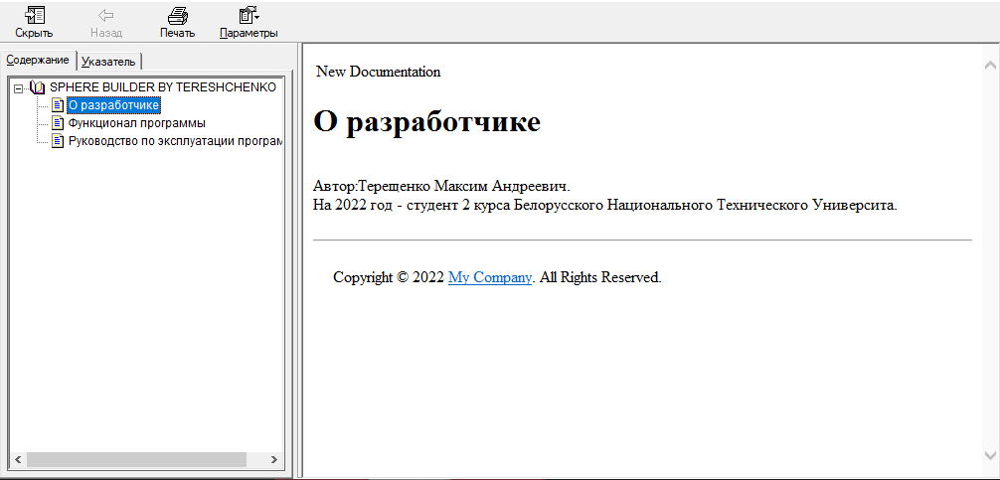 Скрыть
Назад
Печать
Параметры
Содержание
Указатель
SPHERE BUILDER BY TERESHCHENKO
О разработчике
Функционал программы
Руководство по эксплуатации програм
New Documentation
О разработчике
Автор:Терещенко Максим Андреевич.
На 2022 год - студент 2 курса Белорусского Национального Технического Университа.
Copyright © 2022 My Company. All Rights Reserved.